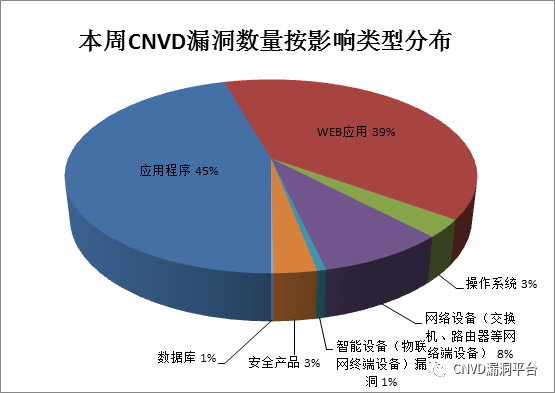 本周CNVD漏洞数量按影响类型分布
WEB应用 39%
应用程序 45%
操作系统 3%
网络设备（交换
机、路由器等网
络端设备） 8%
智能设备（物联
网终端设备）漏
洞 1%
安全产品 3%
数据库 1%
CNVD漏洞平台